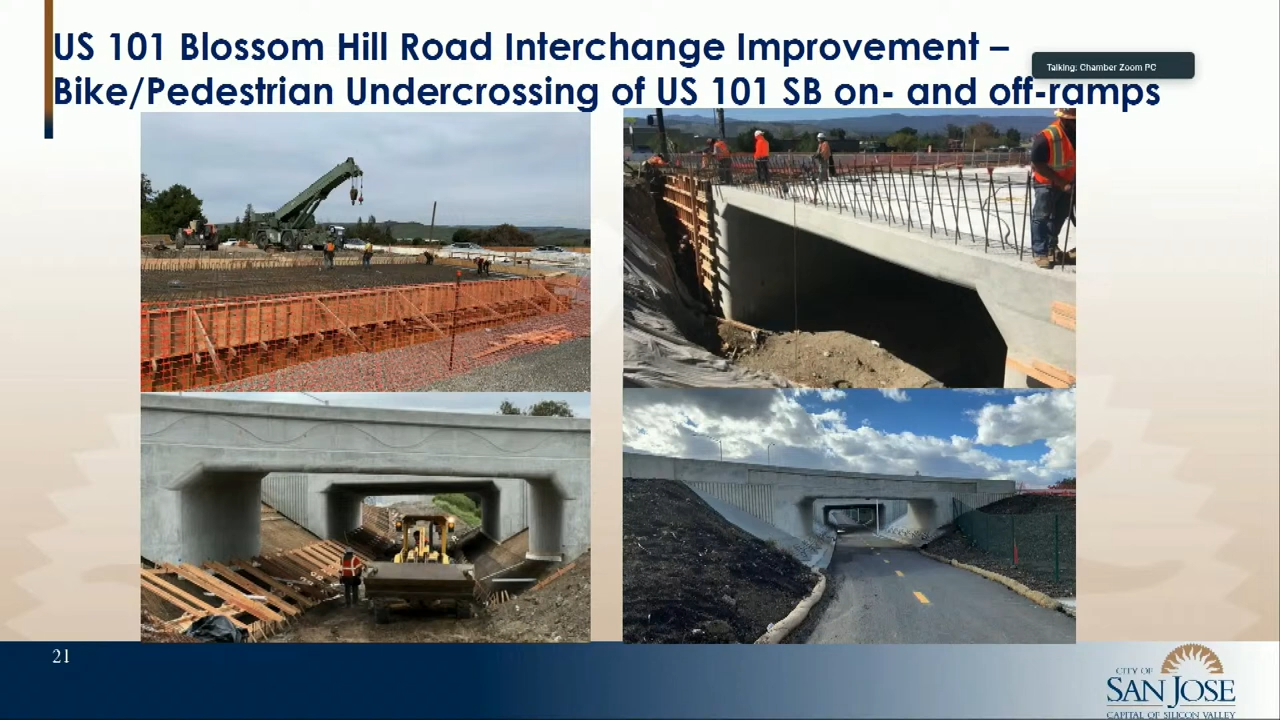 US 101 Blossom Hill Road Interchange Improvement –
Bike/Pedestrian Undercrossing of US 101 SB on- and off-ramps
Talking: Chamber Zoom PC
21
CITY OF
SAN JOSE
CAPITAL OF SILICON VALLEY